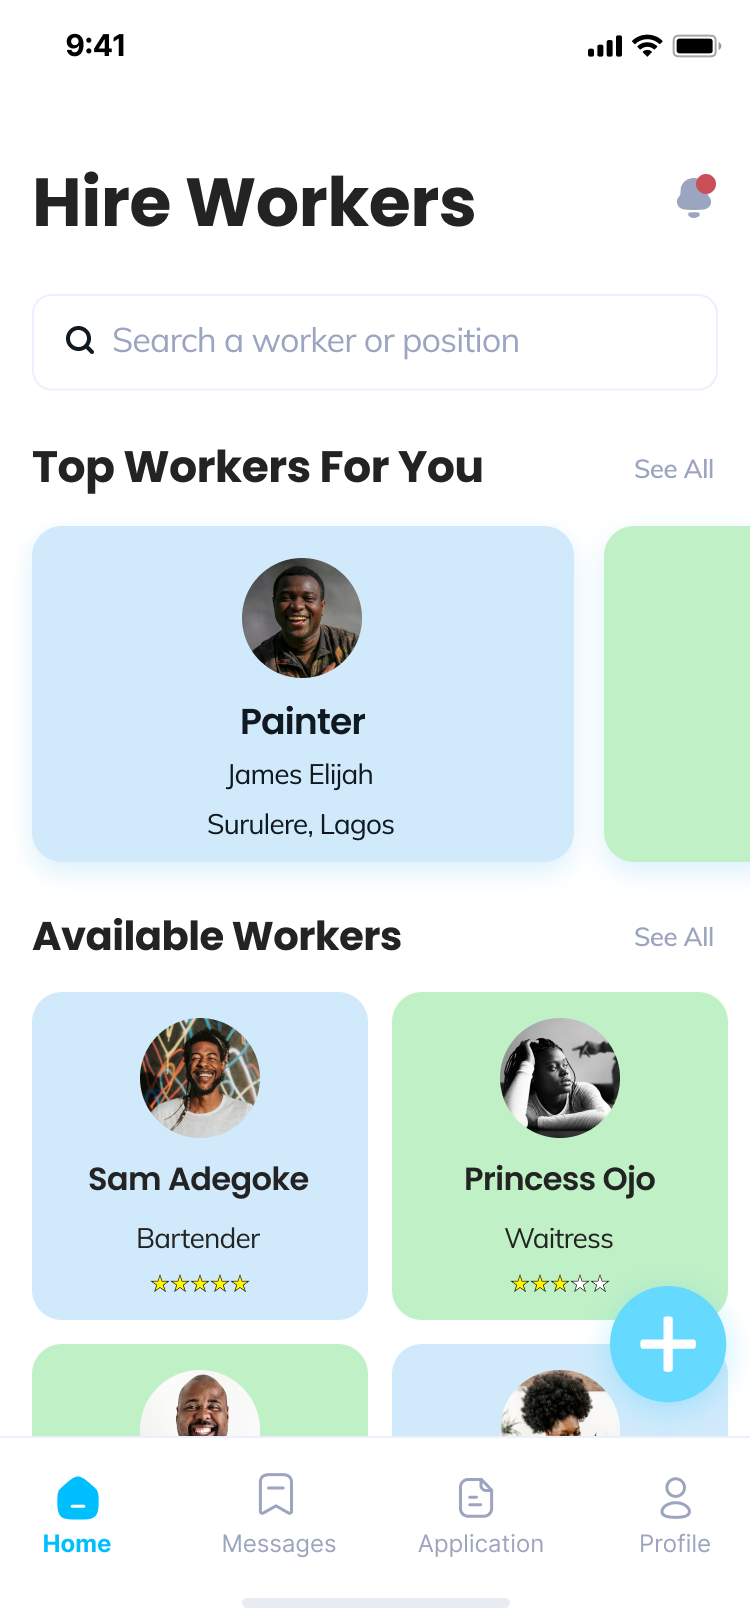 9:41
Hire Workers
Search a worker or position
Top Workers For You
See All
Painter
James Elijah
Surulere, Lagos
Available Workers
See All
Sam Adegoke
Princess Ojo
Bartender
Waitress
Home
Messages
Application
Profile